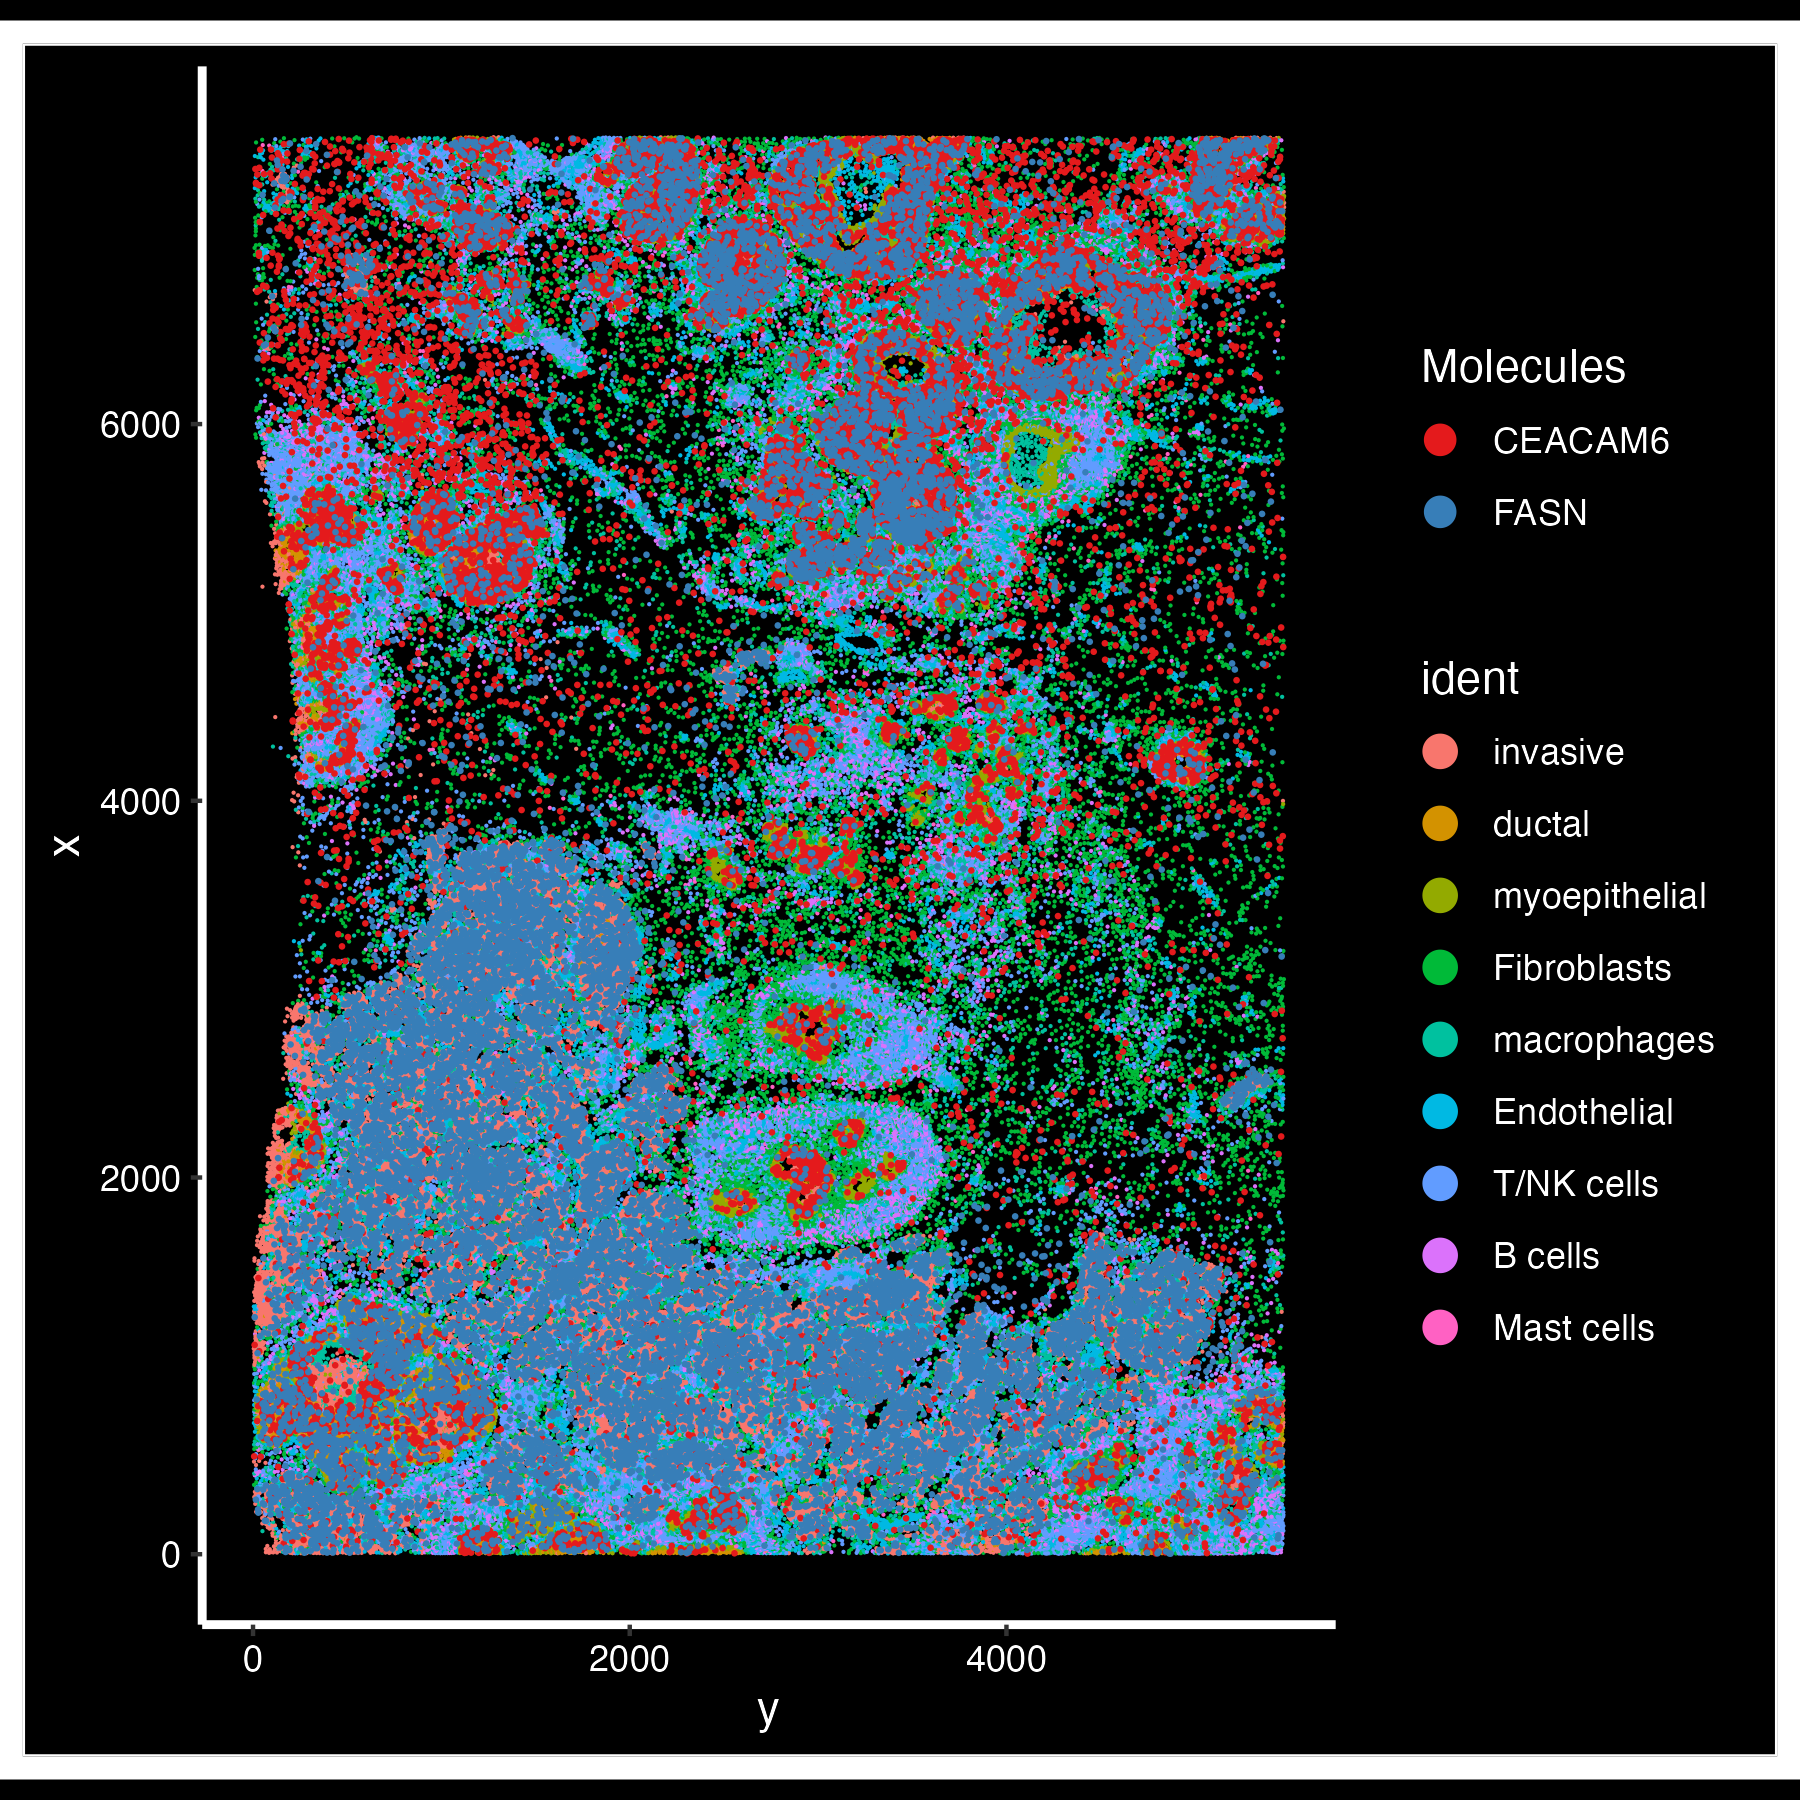 Molecules
CEACAM6
FASN
ident
invasive
ductal
myoepithelial
Fibroblasts
macrophages
Endothelial
T/NK cells
B cells
Mast cells
x
6000
4000
2000
0
0 2000 4000
y